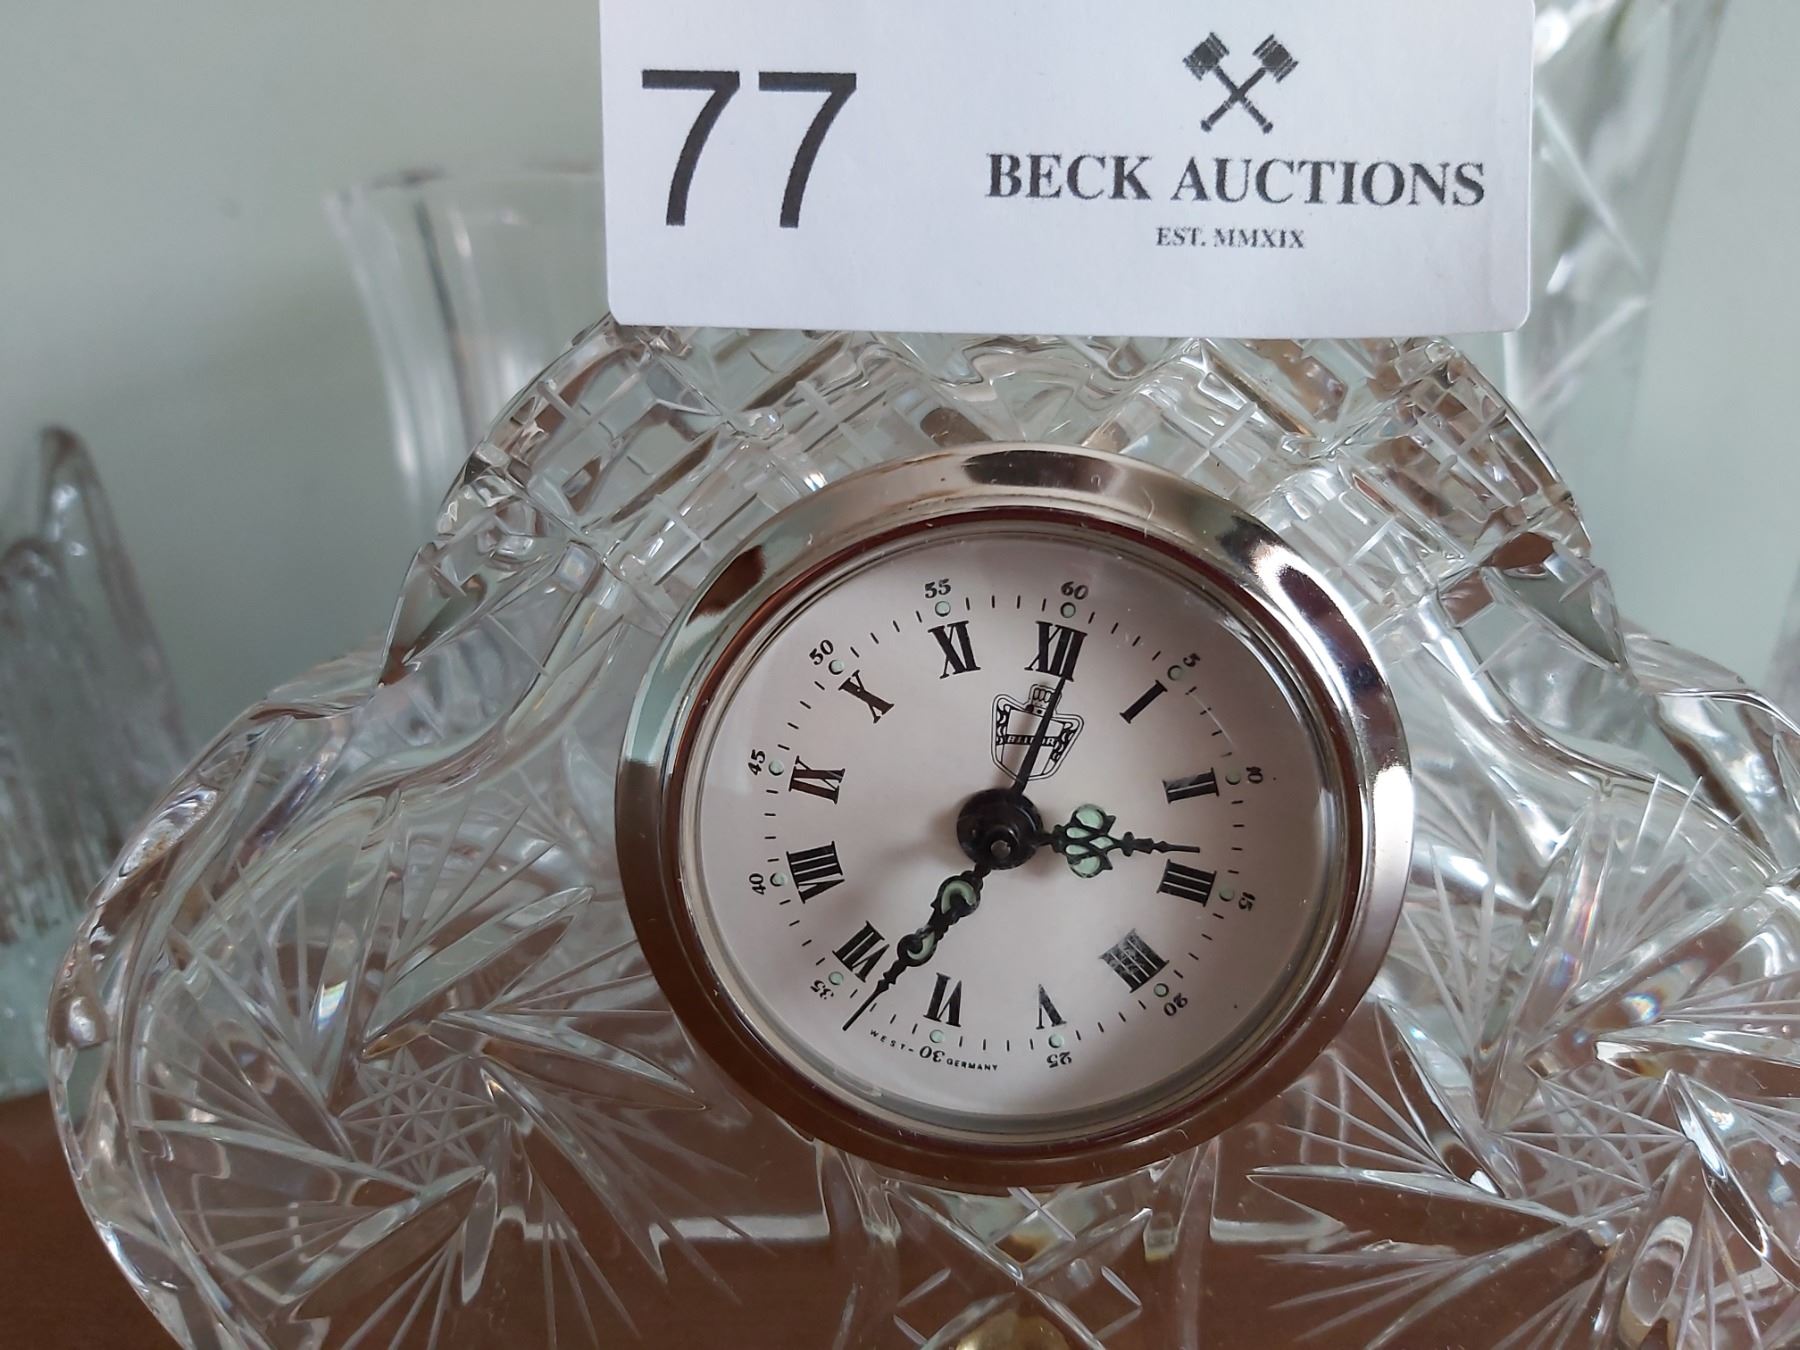 77
BECK AUCTIONS
EST. MMXIX
60
5
10
15
20
25
30
35
40
45
50
55
XII
I
II
III
IIII
V
VI
VII
VIII
IX
X
XI
WEST-GERMANY